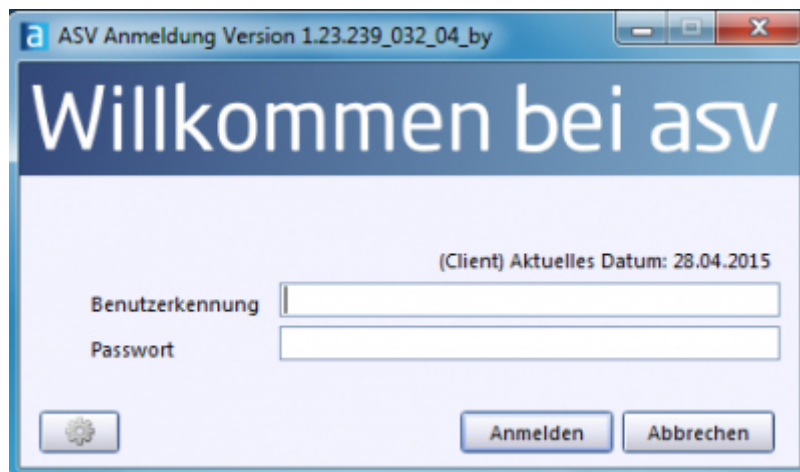 a ASV Anmeldung Version 1.23.239_032_04_by
Willkommen bei asv
(Client) Aktuelles Datum: 28.04.2015
Benutzerkennung
Passwort
Anmelden Abbrechen